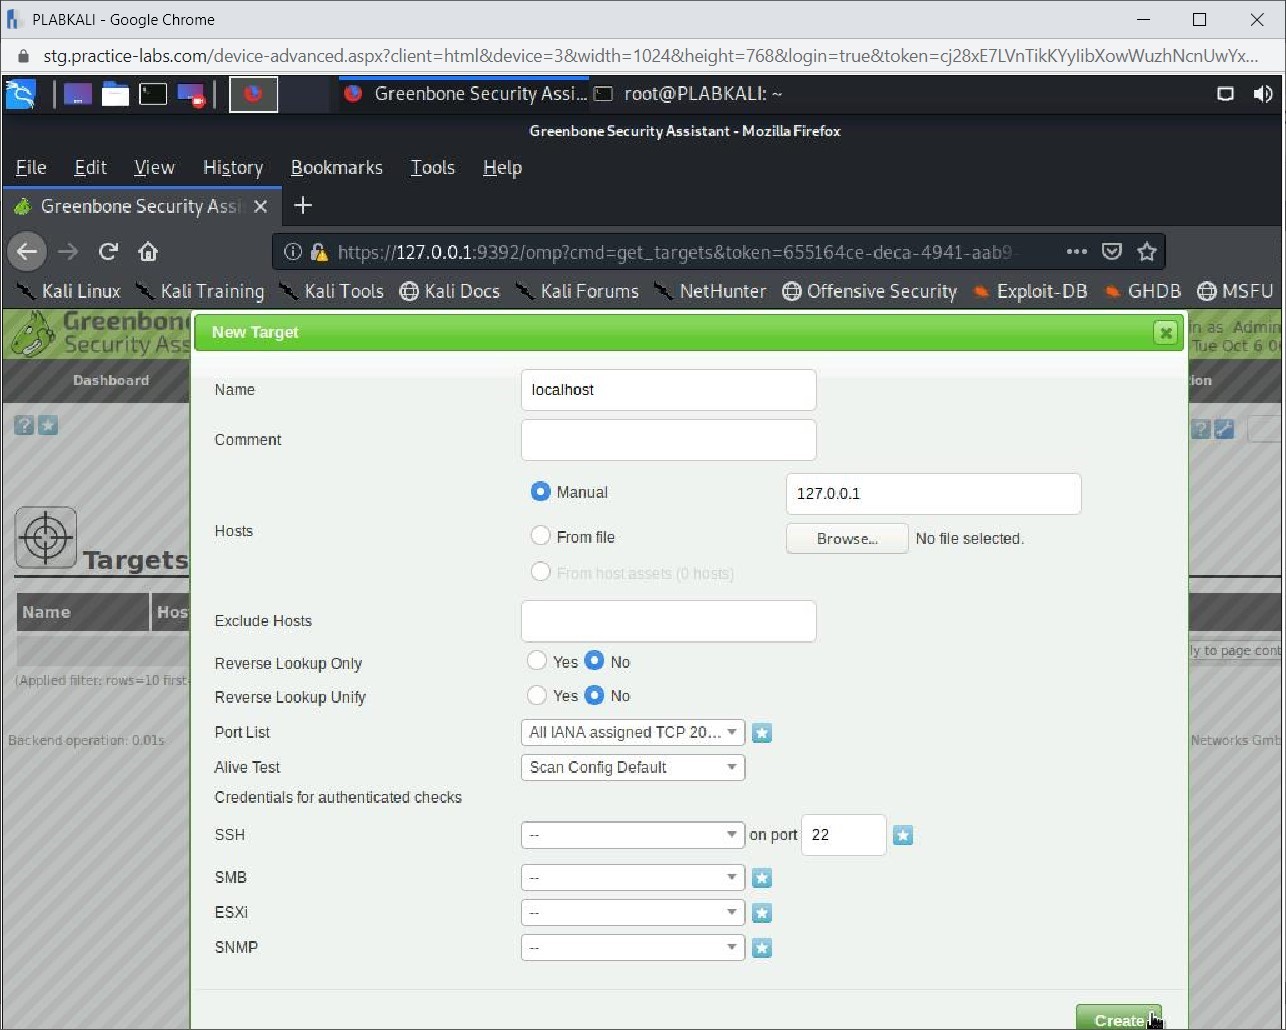 PLABKALI - Google Chrome
stg.practice-labs.com/device-advanced.aspx?client=html&device=3&width=1024&height=768&login=true&token=cj28xE7LVnTikKYylibXowWuzhNcnUwYx...
Greenbone Security Assi... root@PLABKALI: ~
Greenbone Security Assistant - Mozilla Firefox
File Edit View History Bookmarks Tools Help
Greenbone Security Assi
https://127.0.0.1:9392/omp?cmd=get_targets&token=655164ce-deca-4941-aab9-
Kali Linux Kali Training Kali Tools Kali Docs Kali Forums NetHunter Offensive Security Exploit-DB GHDB MSFU
Greenbone
Security Ass
in as Admin
Tue Oct 6 0
New Target
Dashboard
ion
Name localhost
Comment
Hosts
Manual 127.0.0.1
From file Browse... No file selected.
From host assets (0 hosts)
Targets
Name Hos
Exclude Hosts
Reverse Lookup Only Yes No
ly to page cont
(Applied filter: rows=10 first-
Reverse Lookup Unify Yes No
Port List All IANA assigned TCP 20...
Backend operation: 0.01s
Networks Gmb
Alive Test Scan Config Default
Credentials for authenticated checks
SSH -- on port 22
SMB --
ESXi --
SNMP --
Create